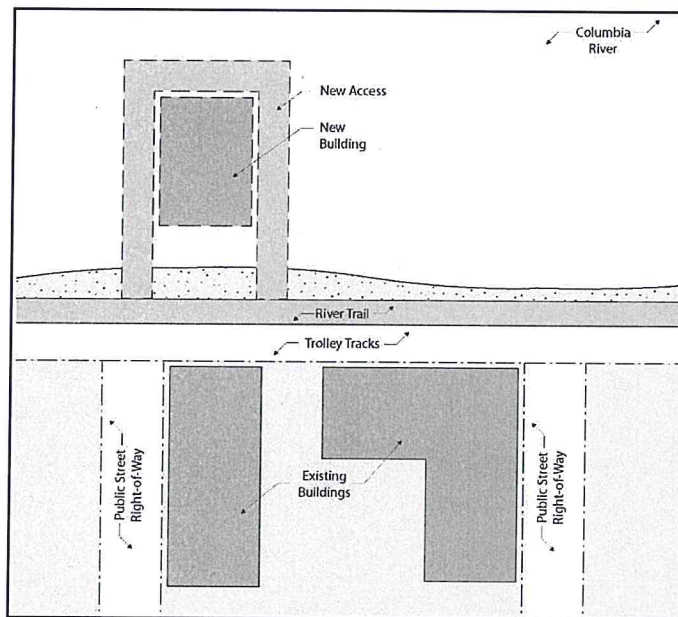 Columbia
River
New Access
New
Building
River Trail
Trolley Tracks
Public Street
Right-of-Way
Existing
Buildings
Public Street
Right-of-Way